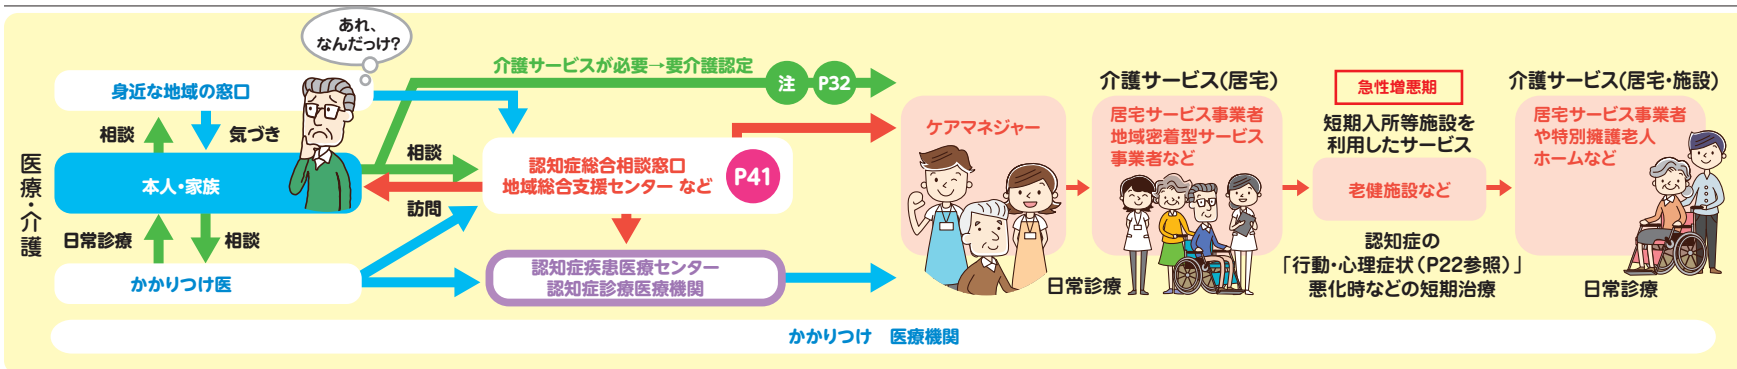 あれ、
なんだっけ?
医療・介護
身近な地域の窓口
相談
気づき
本人・家族
日常診療
相談
かかりつけ医
介護サービスが必要→要介護認定
注
P32
相談
訪問
認知症総合相談窓口
地域総合支援センター など
P41
認知症疾患医療センター
認知症診療医療機関
ケアマネジャー
日常診療
介護サービス(居宅)
居宅サービス事業者
地域密着型サービス
事業者など
急性増悪期
短期入所等施設を
利用したサービス
老健施設など
認知症の
「行動・心理症状(P22参照)」
悪化時などの短期治療
介護サービス(居宅・施設)
居宅サービス事業者
や特別擁護老人
ホームなど
日常診療
かかりつけ 医療機関